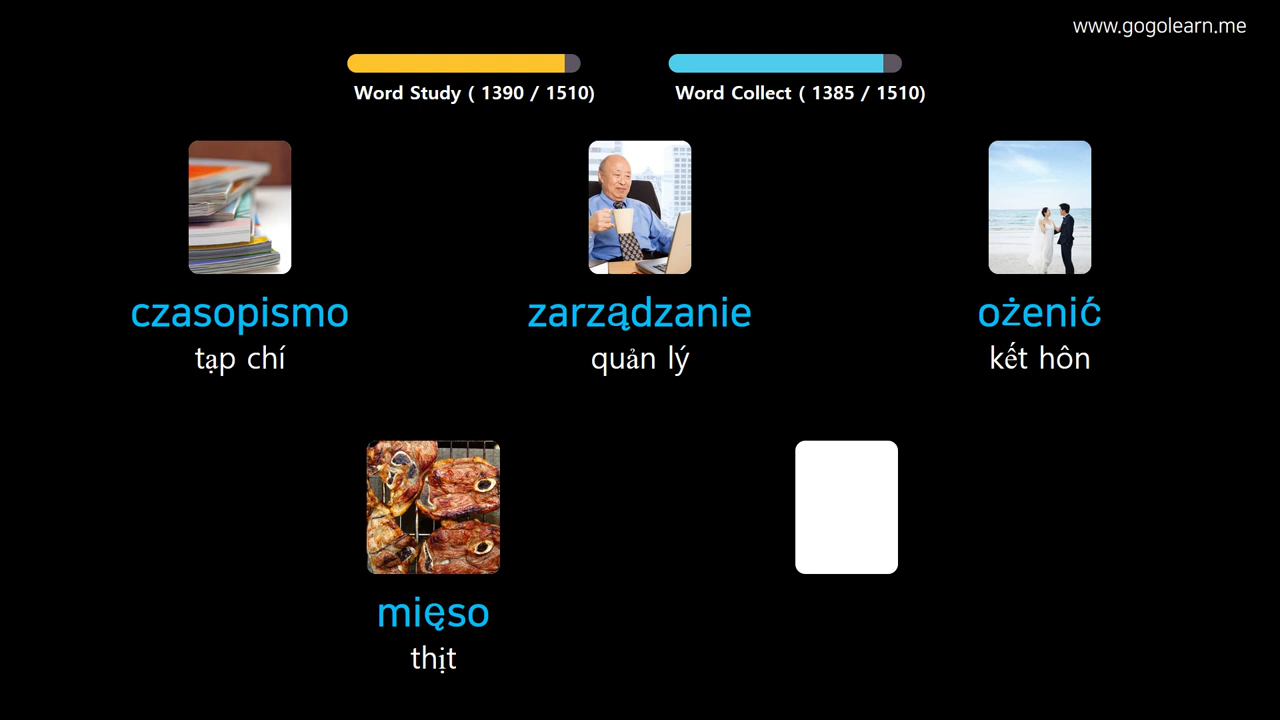 www.gogolearn.me
Word Study ( 1390 / 1510)
Word Collect ( 1385 / 1510)
czasopismo
tạp chí
zarządzanie
quản lý
ożenić
kết hôn
mięso
thịt